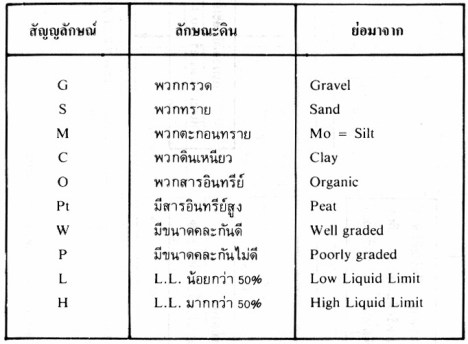 สัญญลักษณ์ ลักษณะดิน ย่อมาจาก
G พวกกรวด Gravel
S พวกทราย Sand
M พวกตะกอนทราย Mo = Silt
C พวกดินเหนียว Clay
O พวกสารอินทรีย์ Organic
Pt มีสารอินทรีย์สูง Peat
W มีขนาดคละกันดี Well graded
P มีขนาดคละกันไม่ดี Poorly graded
L L.L. น้อยกว่า 50% Low Liquid Limit
H L.L. มากกว่า 50% High Liquid Limit